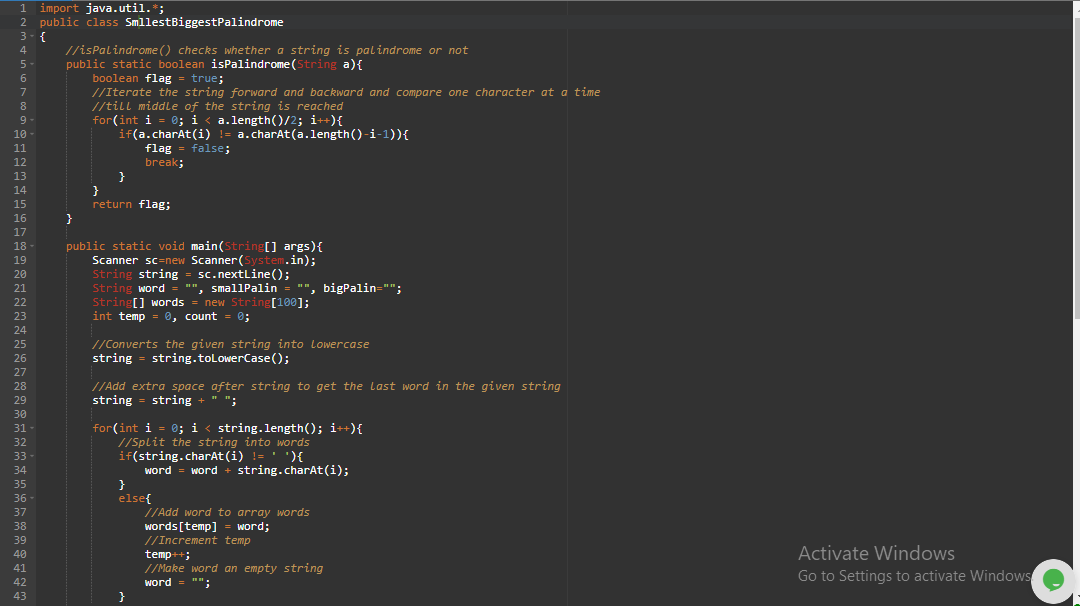 1 import java.util.*;
2 public class SmllestBiggestPalindrome
3 {
4 //isPalindrome() checks whether a string is palindrome or not
5 public static boolean isPalindrome(String a){
6 boolean flag = true;
7 //Iterate the string forward and backward and compare one character at a time
8 //till middle of the string is reached
9 for(int i = 0; i < a.length()/2; i++){
10 if(a.charAt(i) != a.charAt(a.length()-i-1)){
11 flag = false;
12 break;
13 }
14 }
15 return flag;
16 }
17
18 public static void main(String[] args){
19 Scanner sc=new Scanner(System.in);
20 String string = sc.nextLine();
21 String word = "", smallPalin = "", bigPalin="";
22 String[] words = new String[100];
23 int temp = 0, count = 0;
24
25 //Converts the given string into lowercase
26 string = string.toLowerCase();
27
28 //Add extra space after string to get the last word in the given string
29 string = string + " ";
30
31 for(int i = 0; i < string.length(); i++){
32 //Split the string into words
33 if(string.charAt(i) != ' '){
34 word = word + string.charAt(i);
35 }
36 else{
37 //Add word to array words
38 words[temp] = word;
39 //Increment temp
40 temp++;
41 //Make word an empty string
42 word = "";
43 }
Activate Windows
Go to Settings to activate Windows